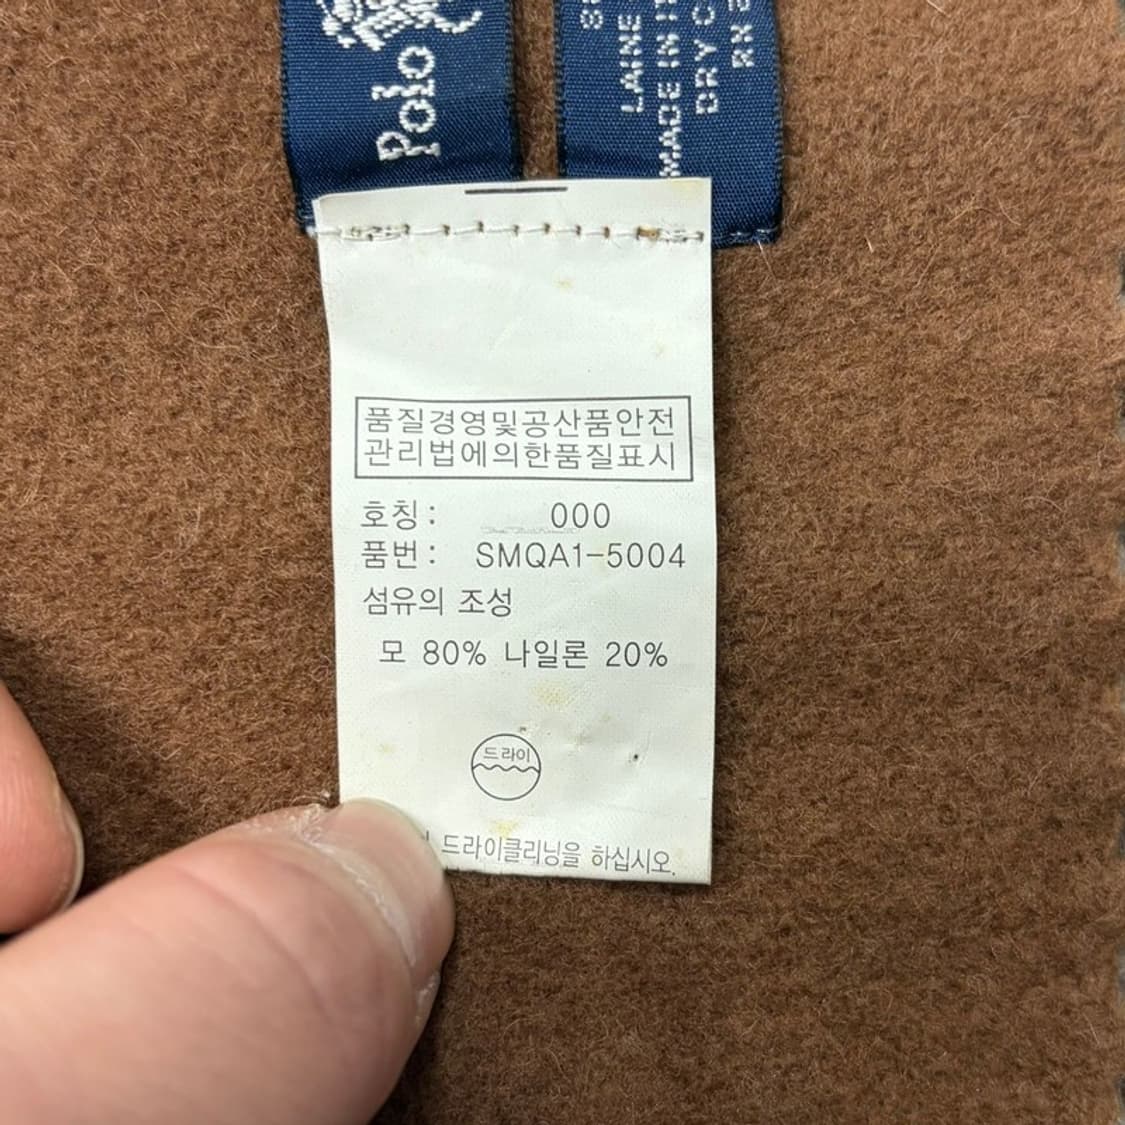 Polo
LAINE
MADE IN
DRY
품질경영및공산품안전
관리법에의한품질표시
호칭: 000
품번: SMQA1-5004
섬유의 조성
모 80% 나일론 20%
드라이
드라이클리닝을 하십시오.